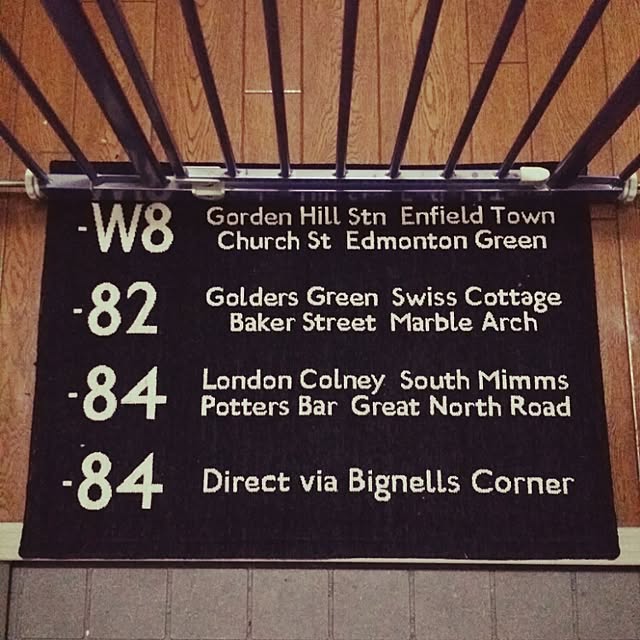 -W8 Gorden Hill Stn Enfield Town
Church St Edmonton Green
-82 Golders Green Swiss Cottage
Baker Street Marble Arch
-84 London Colney South Mimms
Potters Bar Great North Road
-84 Direct via Bignells Corner